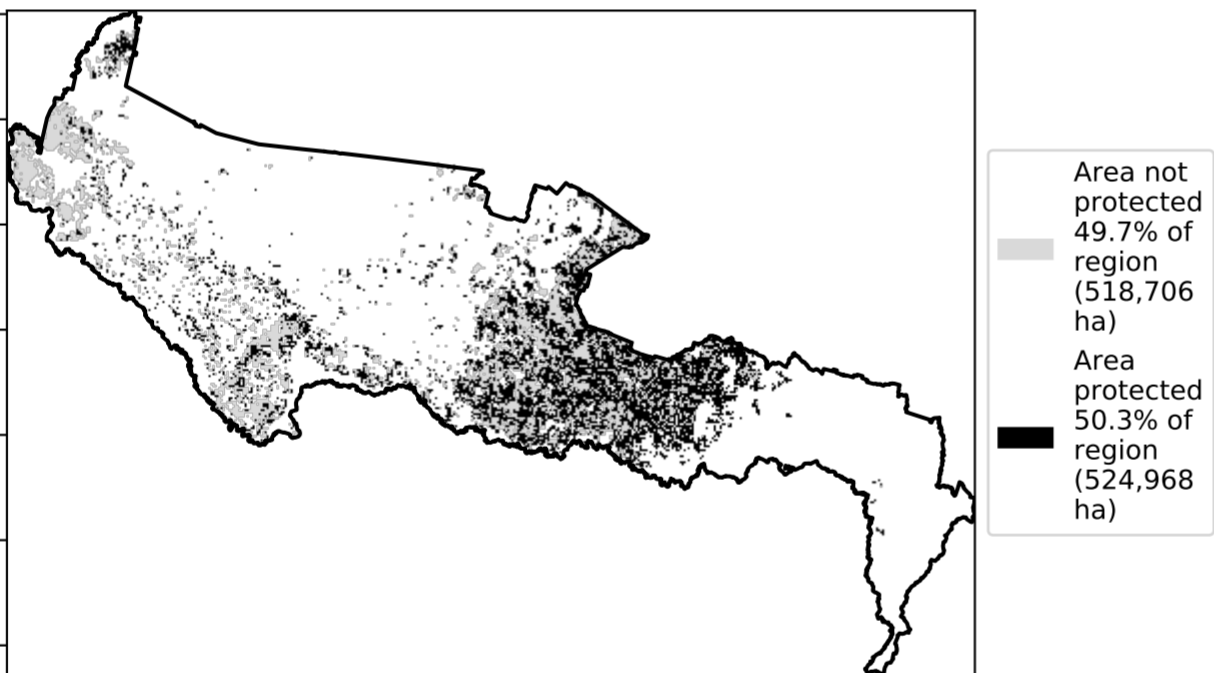 Area not
protected
49.7% of
region
(518,706
ha)
Area
protected
50.3% of
region
(524,968
ha)